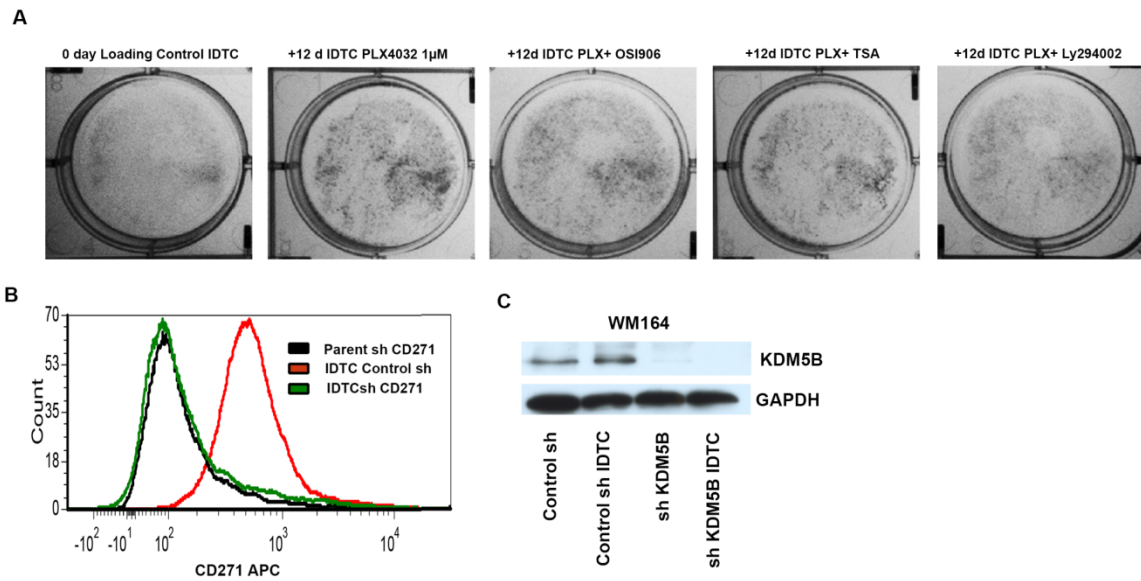 A
0 day Loading Control IDTC
+12 d IDTC PLX4032 1µM
+12d IDTC PLX+ OSI906
+12d IDTC PLX+ TSA
+12d IDTC PLX+ Ly294002
B
70
53
35
18
0
Count
-10² -10¹ 10² 10³ 10⁴
CD271 APC
Parent sh CD271
IDTC Control sh
IDTCsh CD271
C
WM164
KDM5B
GAPDH
Control sh
Control sh IDTC
sh KDM5B
sh KDM5B IDTC